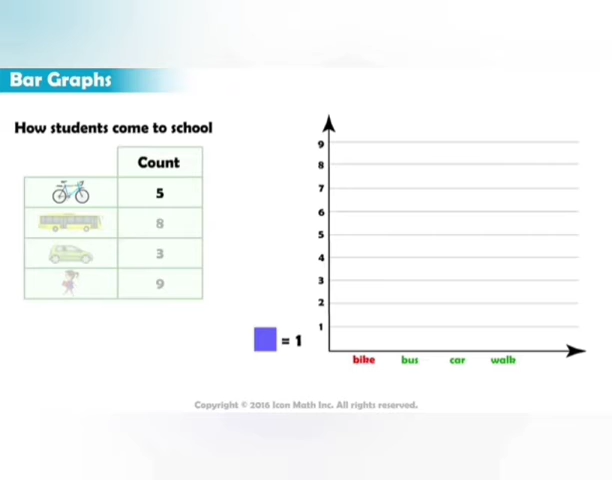 Bar Graphs
How students come to school
Count
5
8
3
9
9
8
7
6
5
4
3
2
1
= 1
bike bus car walk
Copyright © 2016 Icon Math Inc. All rights reserved.